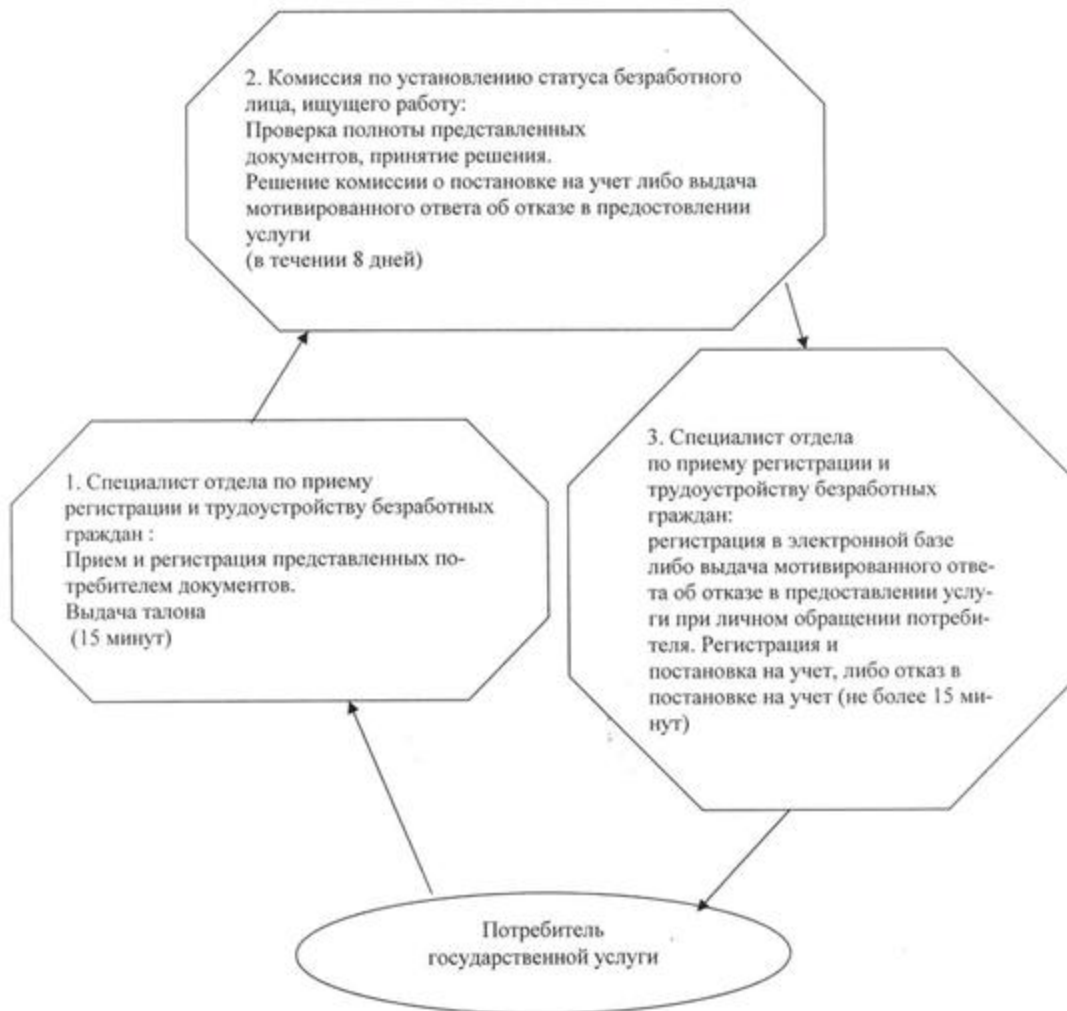 2. Комиссия по установлению статуса безработного
лица, ищущего работу:
Проверка полноты представленных
документов, принятие решения.
Решение комиссии о постановке на учет либо выдача
мотивированного ответа об отказе в предостовлении
услуги
(в течении 8 дней)
1. Специалист отдела по приему
регистрации и трудоустройству безработных
граждан :
Прием и регистрация представленных по-
требителем документов.
Выдача талона
(15 минут)
3. Специалист отдела
по приему регистрации и
трудоустройству безработных
граждан:
регистрация в электронной базе
либо выдача мотивированного отве-
та об отказе в предоставлении услу-
ги при личном обращении потреби-
теля. Регистрация и
постановка на учет, либо отказ в
постановке на учет (не более 15 ми-
нут)
Потребитель
государственной услуги